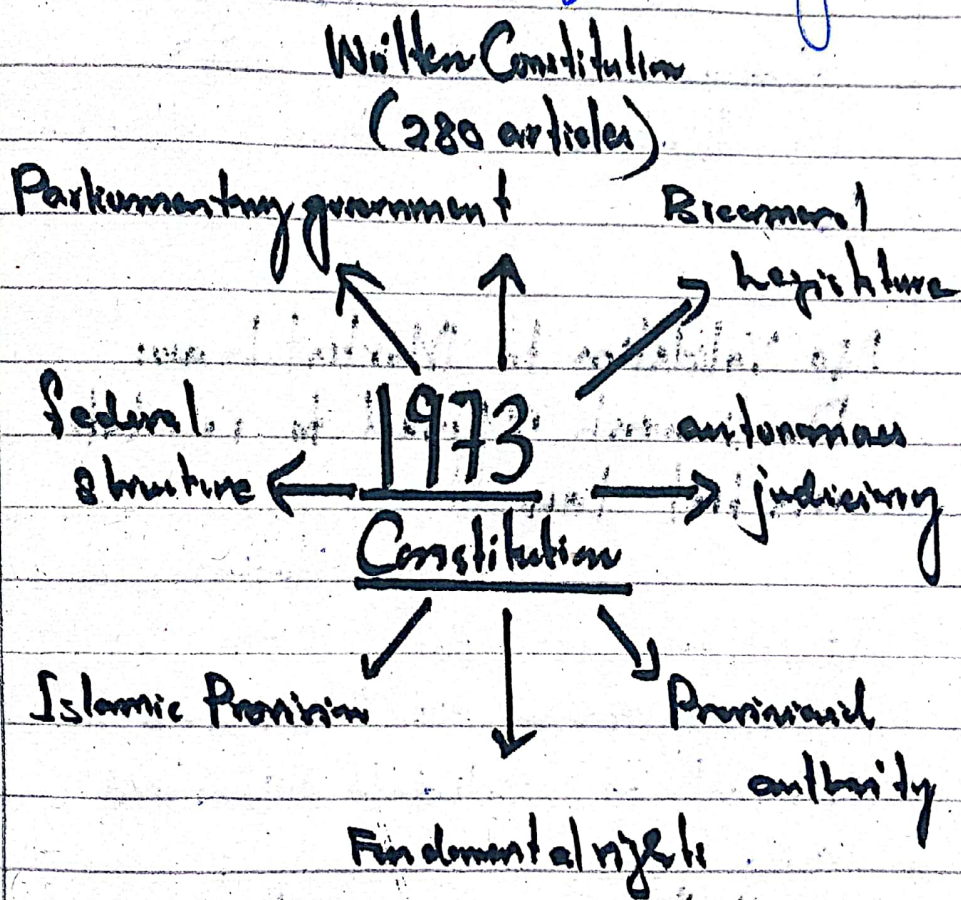 Written Constitution
(280 articles)
Parliamentary government
Bicameral
Legislature
federal
structure
1973
Constitution
autonomous
judiciary
Islamic Provision
Provincial
authority
Fundamental rights